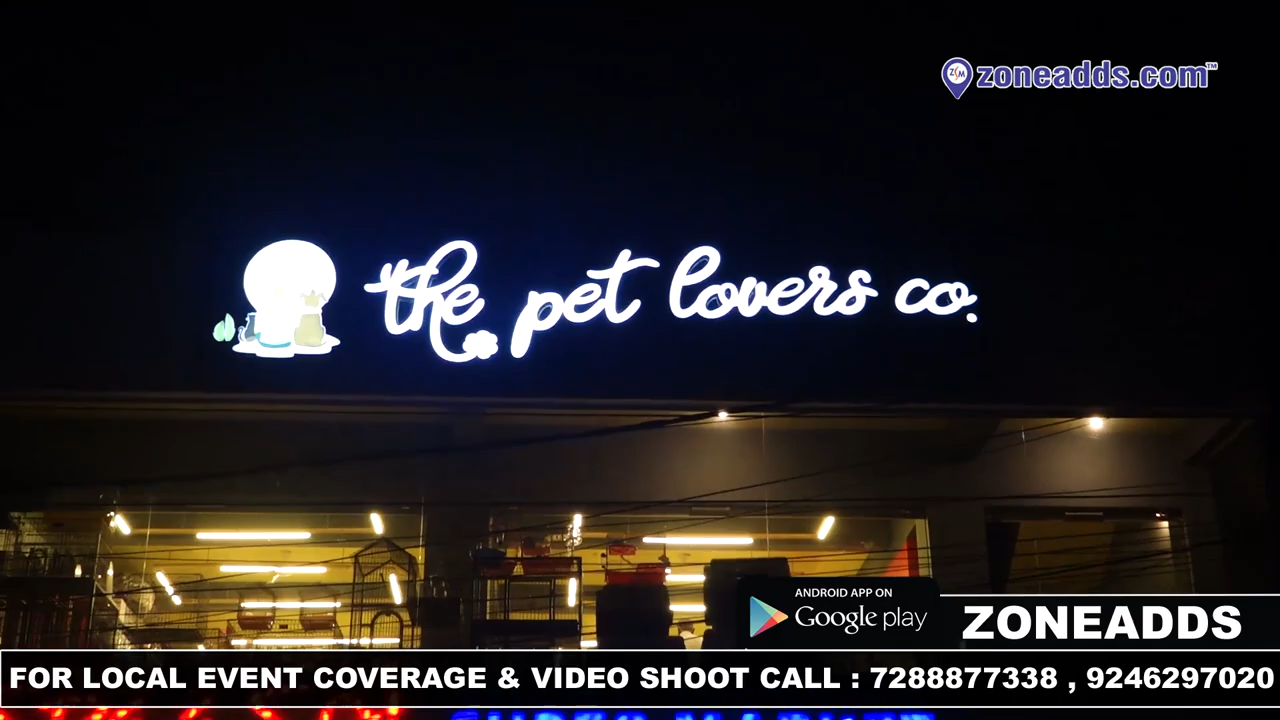 ZSM zoneadds.com™
the pet lovers co.
ANDROID APP ON
Google play
ZONEADDS
FOR LOCAL EVENT COVERAGE & VIDEO SHOOT CALL : 7288877338 , 9246297020